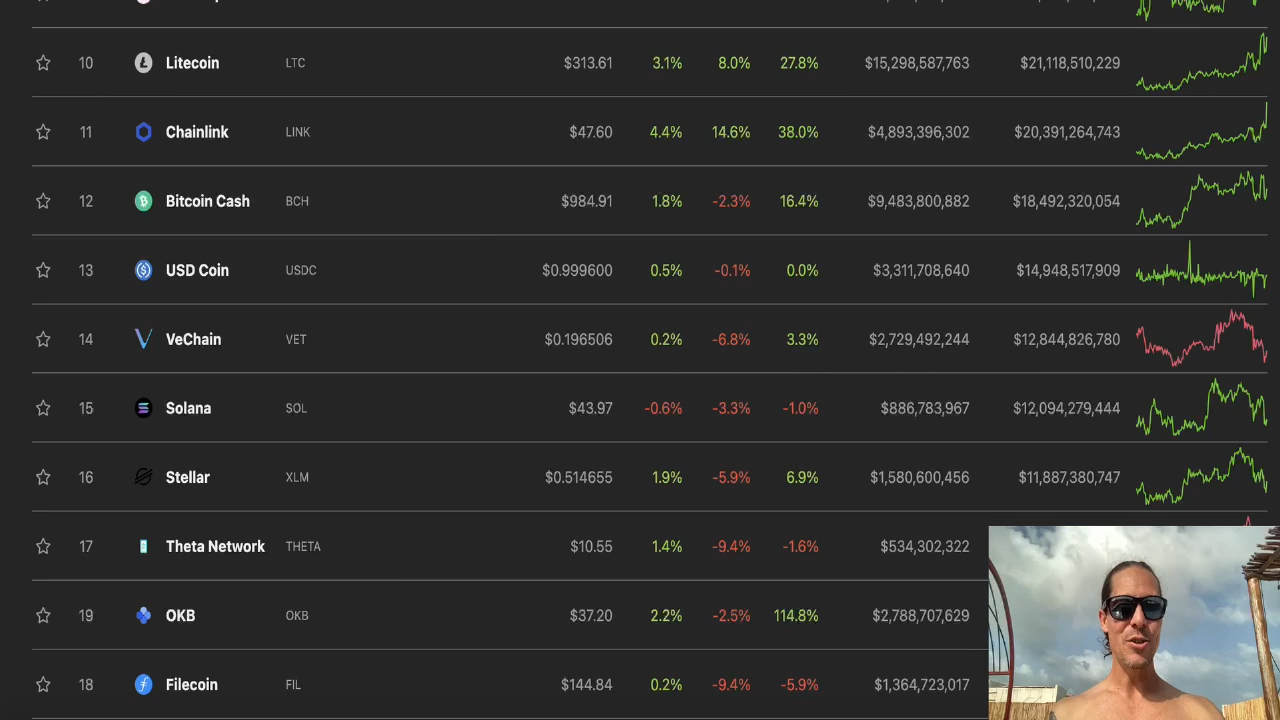 10 Litecoin LTC $313.61 3.1% 8.0% 27.8% $15,298,587,763 $21,118,510,229
11 Chainlink LINK $47.60 4.4% 14.6% 38.0% $4,893,396,302 $20,391,264,743
12 Bitcoin Cash BCH $984.91 1.8% -2.3% 16.4% $9,483,800,882 $18,492,320,054
13 USD Coin USDC $0.999600 0.5% -0.1% 0.0% $3,311,708,640 $14,948,517,909
14 VeChain VET $0.196506 0.2% -6.8% 3.3% $2,729,492,244 $12,844,826,780
15 Solana SOL $43.97 -0.6% -3.3% -1.0% $886,783,967 $12,094,279,444
16 Stellar XLM $0.514655 1.9% -5.9% 6.9% $1,580,600,456 $11,887,380,747
17 Theta Network THETA $10.55 1.4% -9.4% -1.6% $534,302,322
19 OKB OKB $37.20 2.2% -2.5% 114.8% $2,788,707,629
18 Filecoin FIL $144.84 0.2% -9.4% -5.9% $1,364,723,017